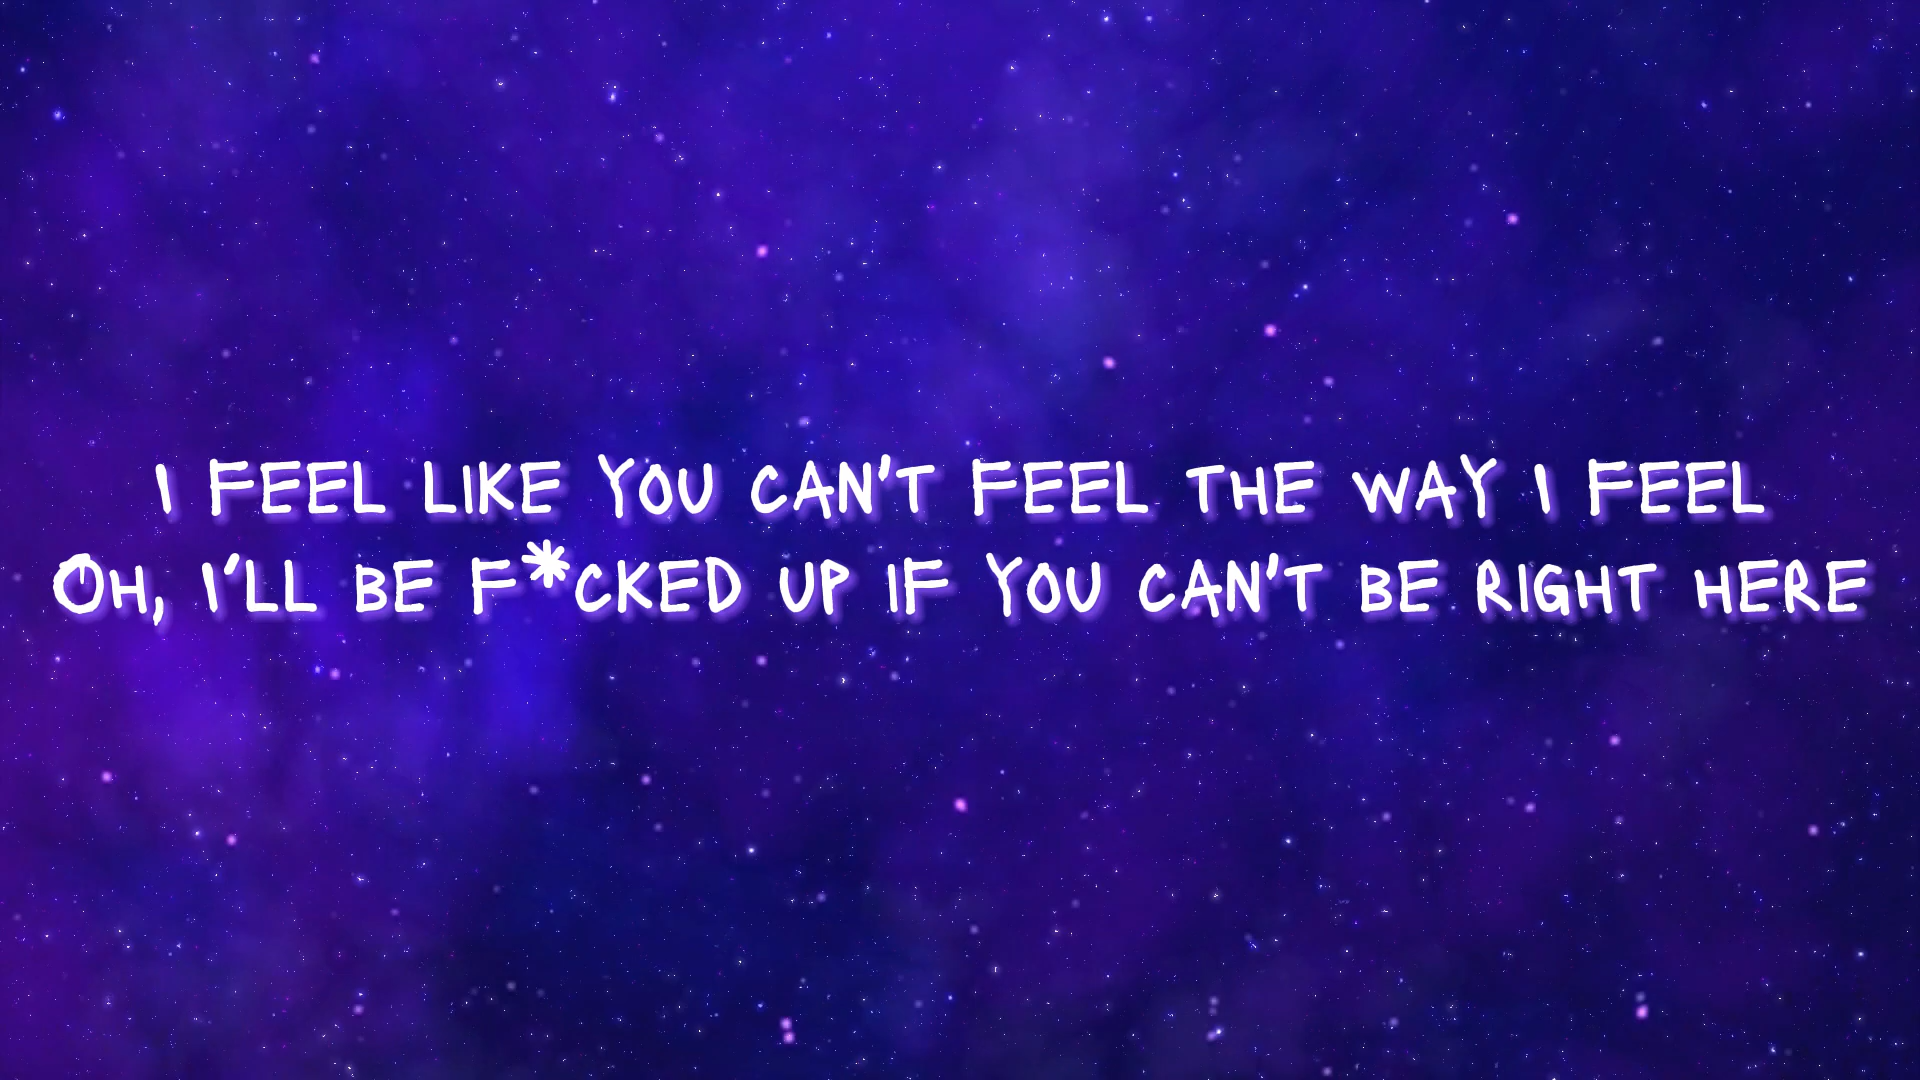 I FEEL LIKE YOU CAN'T FEEL THE WAY I FEEL
OH, I'LL BE F*CKED UP IF YOU CAN'T BE RIGHT HERE